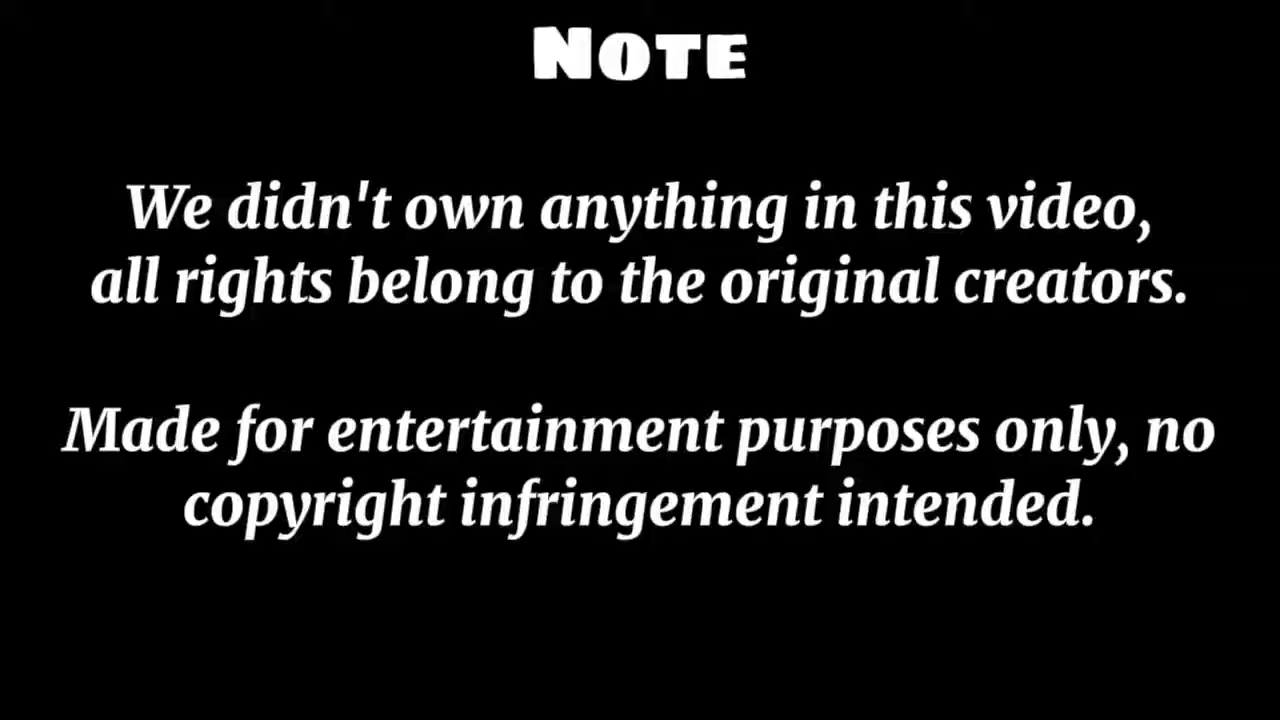 NOTE
We didn't own anything in this video,
all rights belong to the original creators.
Made for entertainment purposes only, no
copyright infringement intended.